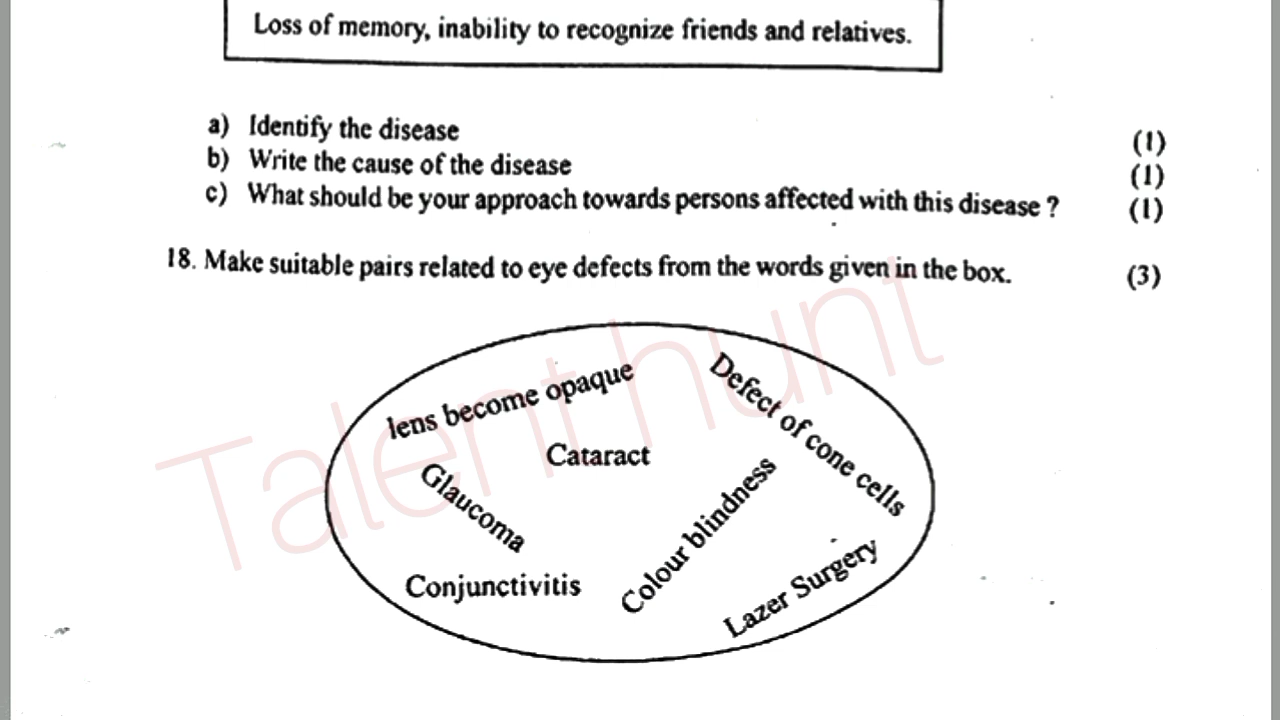 Loss of memory, inability to recognize friends and relatives.
a) Identify the disease (1)
b) Write the cause of the disease (1)
c) What should be your approach towards persons affected with this disease ? (1)
18. Make suitable pairs related to eye defects from the words given in the box. (3)
lens become opaque
Defect of cone cells
Cataract
Glaucoma
Colour blindness
Conjunctivitis
Lazer Surgery
Talent hunt